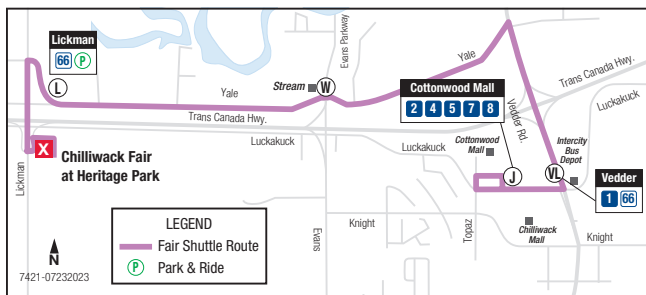 Lickman
66 P
L
Yale
Stream
W
Evans Parkway
Yale
Trans Canada Hwy.
Trans Canada Hwy.
Cottonwood Mall
2 4 5 7 8
Vedder Rd.
Luckakuck
Luckakuck
Luckakuck
Cottonwood
Mall
Intercity
Bus
Depot
J
VL
Vedder
1 66
X
Chilliwack Fair
at Heritage Park
Lickman
Evans
Knight
Topaz
Chilliwack
Mall
Knight
LEGEND
Fair Shuttle Route
P Park & Ride
N
7421-07232023